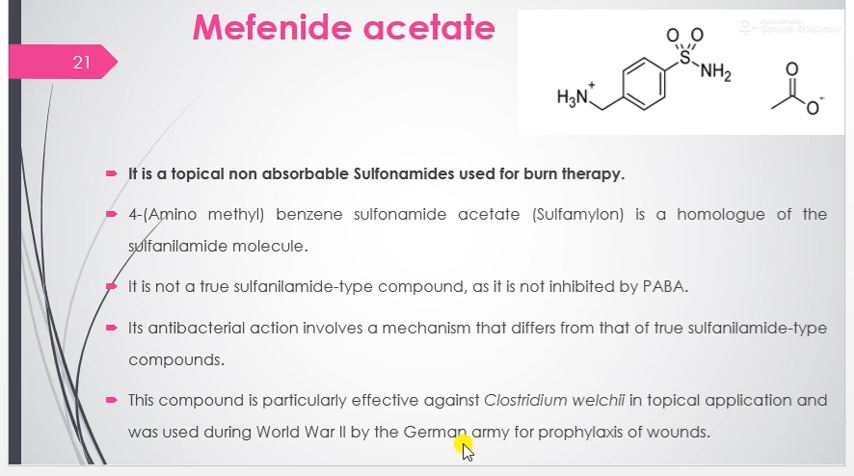 Mefenide acetate
21
O O
S
NH2
H3N+
O
O-
It is a topical non absorbable Sulfonamides used for burn therapy.
4-(Amino methyl) benzene sulfonamide acetate (Sulfamylon) is a homologue of the
sulfanilamide molecule.
It is not a true sulfanilamide-type compound, as it is not inhibited by PABA.
Its antibacterial action involves a mechanism that differs from that of true sulfanilamide-type
compounds.
This compound is particularly effective against Clostridium welchii in topical application and
was used during World War II by the German army for prophylaxis of wounds.